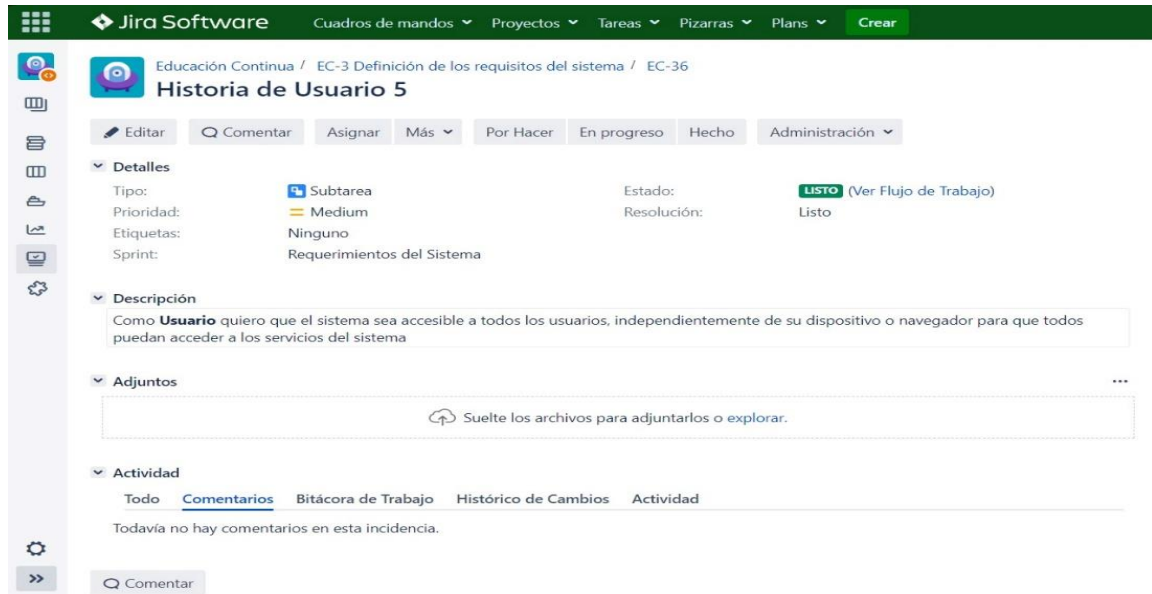 Jira Software Cuadros de mandos Proyectos Tareas Pizarras Plans Crear
Educación Continua / EC-3 Definición de los requisitos del sistema / EC-36
Historia de Usuario 5
Editar Comentar Asignar Más Por Hacer En progreso Hecho Administración
Detalles
Tipo: Subtarea Estado: LISTO (Ver Flujo de Trabajo)
Prioridad: Medium Resolución: Listo
Etiquetas: Ninguno
Sprint: Requerimientos del Sistema
Descripción
Como Usuario quiero que el sistema sea accesible a todos los usuarios, independientemente de su dispositivo o navegador para que todos
puedan acceder a los servicios del sistema
Adjuntos
Suelte los archivos para adjuntarlos o explorar.
Actividad
Todo Comentarios Bitácora de Trabajo Histórico de Cambios Actividad
Todavía no hay comentarios en esta incidencia.
Comentar